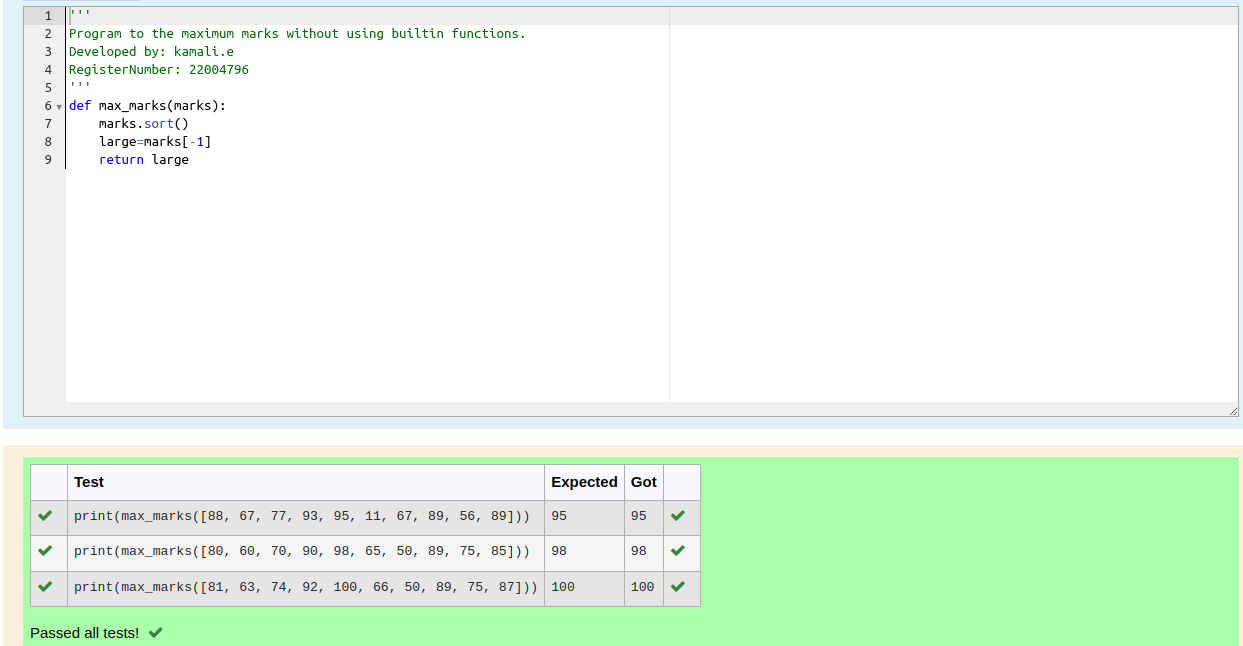 1 '''
2 Program to the maximum marks without using builtin functions.
3 Developed by: kamali.e
4 RegisterNumber: 22004796
5 '''
6 def max_marks(marks):
7     marks.sort()
8     large=marks[-1]
9     return large
Test Expected Got
print(max_marks([88, 67, 77, 93, 95, 11, 67, 89, 56, 89])) 95 95
print(max_marks([80, 60, 70, 90, 98, 65, 50, 89, 75, 85])) 98 98
print(max_marks([81, 63, 74, 92, 100, 66, 50, 89, 75, 87])) 100 100
Passed all tests!